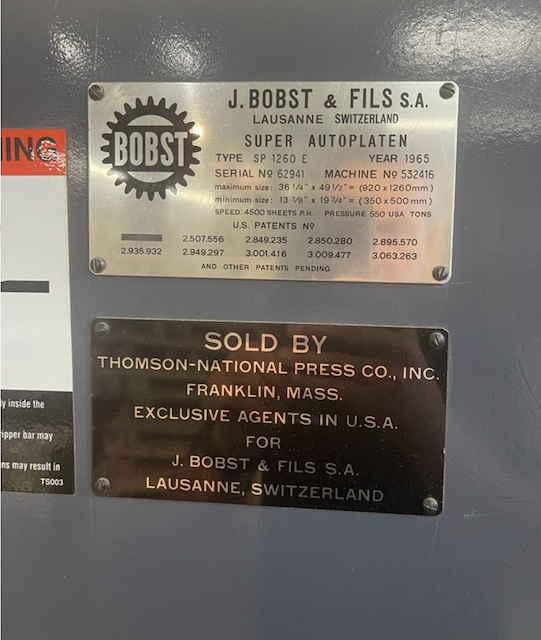 BOBST
J. BOBST & FILS S.A.
LAUSANNE SWITZERLAND
SUPER AUTOPLATEN
TYPE SP 1260 E YEAR 1965
SERIAL Nº 62941 MACHINE Nº 532416
maximum size: 36 1/4" x 49 1/2" = (920 x 1260mm)
minimum size: 13 7/8" x 19 3/4" = (350 x 500mm)
SPEED: 4500 SHEETS P.H. PRESSURE 550 USA TONS
U.S. PATENTS Nº
2.507.556 2.849.235 2.850.280 2.895.570
2.935.932 2.949.297 3.001.416 3.009.477 3.063.263
AND OTHER PATENTS PENDING
SOLD BY
THOMSON-NATIONAL PRESS CO., INC.
FRANKLIN, MASS.
EXCLUSIVE AGENTS IN U.S.A.
FOR
J. BOBST & FILS S.A.
LAUSANNE, SWITZERLAND
NING
y inside the
ripper bar may
ns may result in
TS003